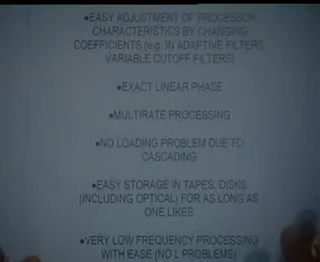 •EASY ADJUSTMENT OF PROCESSOR
CHARACTERISTICS BY CHANGING
COEFFICIENTS (e.g. IN ADAPTIVE FILTERS,
VARIABLE CUTOFF FILTERS)
•EXACT LINEAR PHASE
•MULTIRATE PROCESSING
•NO LOADING PROBLEM DUE TO
CASCADING
•EASY STORAGE IN TAPES, DISKS
(INCLUDING OPTICAL) FOR AS LONG AS
ONE LIKES
•VERY LOW FREQUENCY PROCESSING
WITH EASE (NO L PROBLEMS)